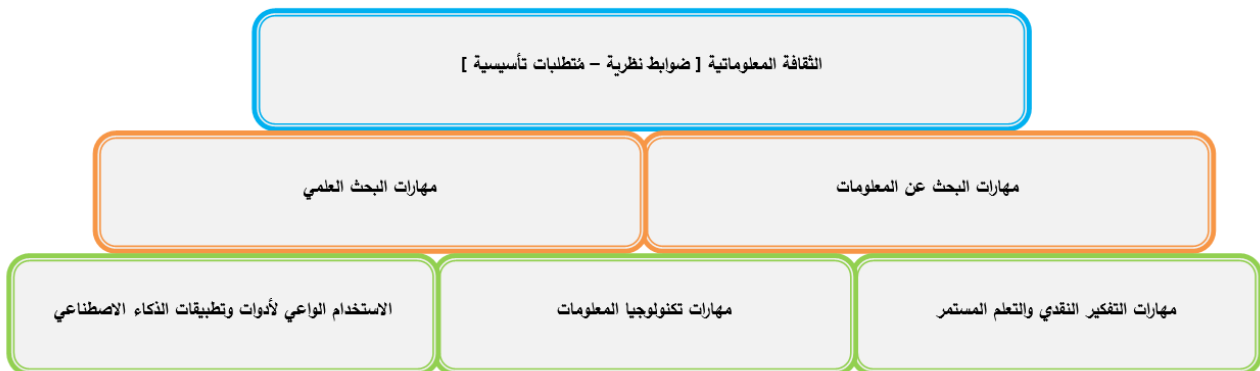 الثقافة المعلوماتية [ ضوابط نظرية – مُتطلبات تأسيسية ]
مهارات البحث عن المعلومات
مهارات البحث العلمي
مهارات التفكير النقدي والتعلم المستمر
مهارات تكنولوجيا المعلومات
الاستخدام الواعي لأدوات وتطبيقات الذكاء الاصطناعي